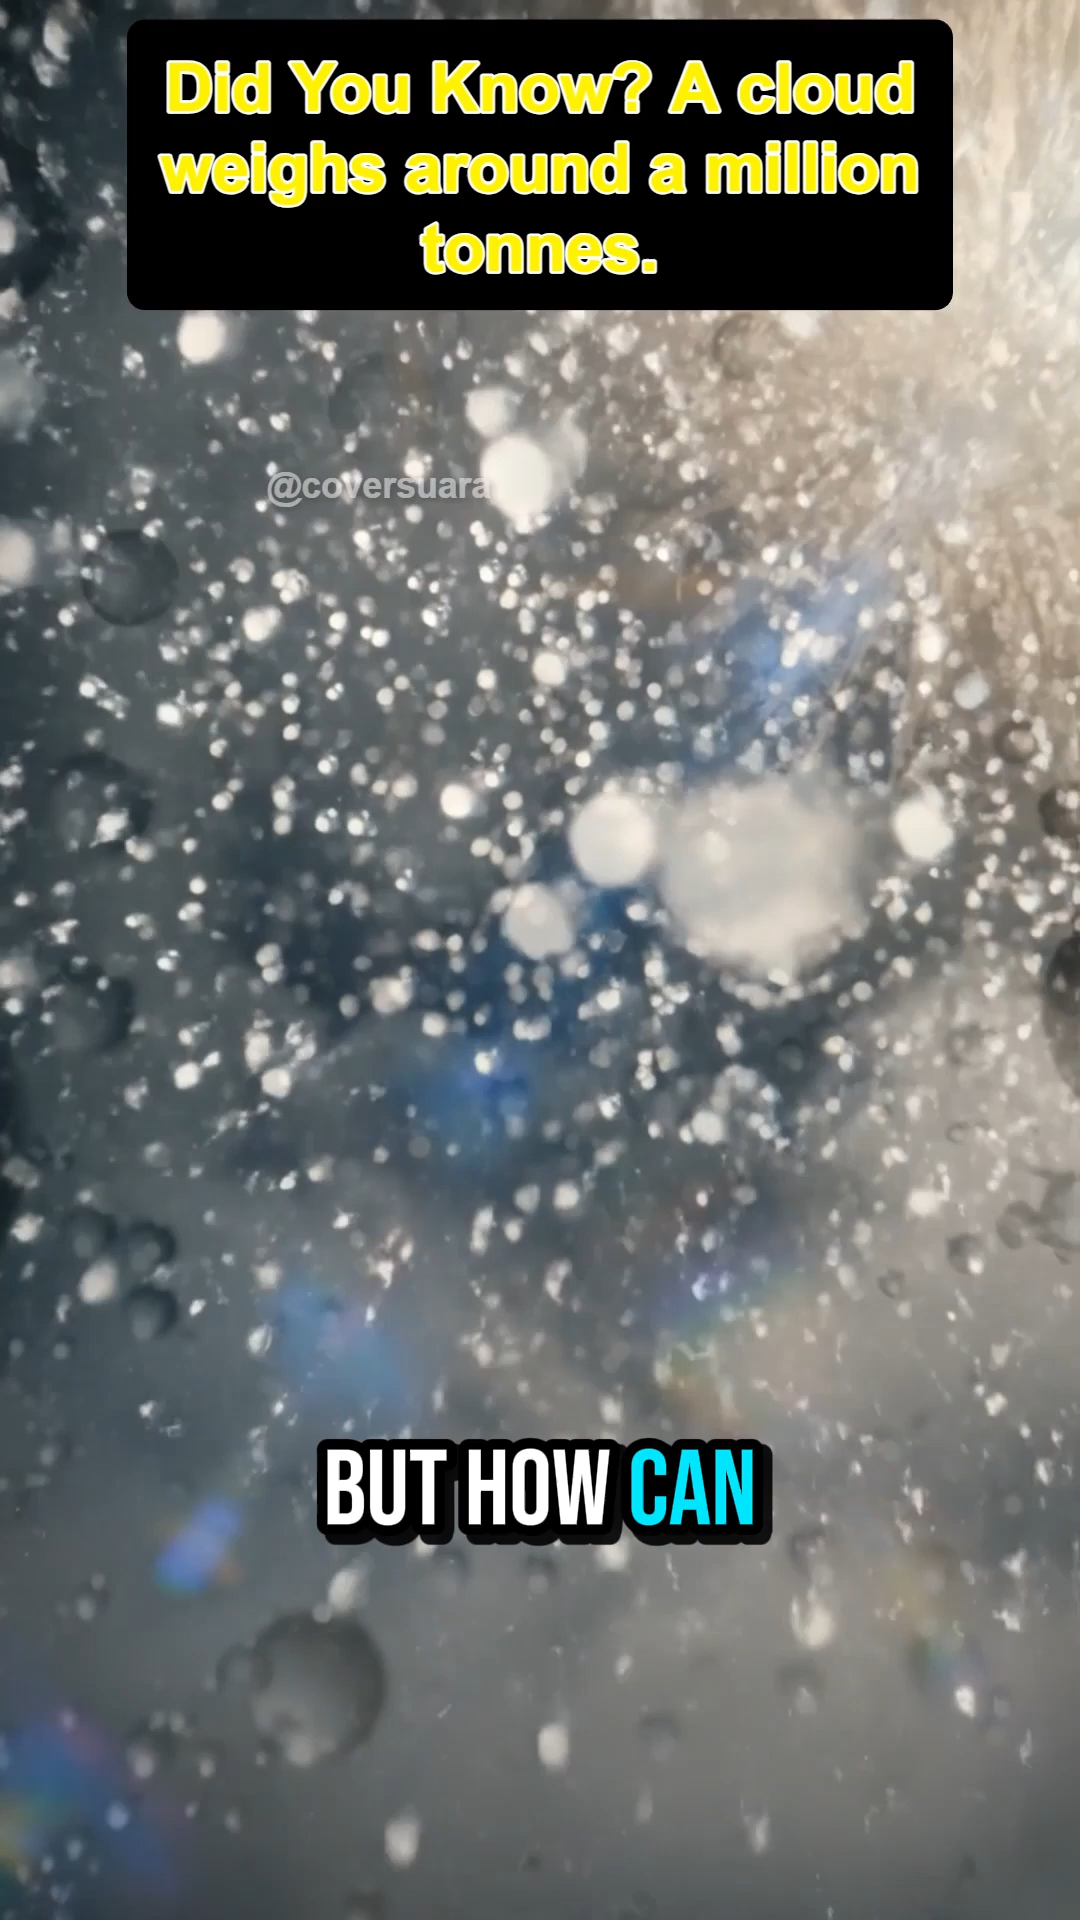 Did You Know? A cloud
weighs around a million
tonnes.
@coversuara
BUT HOW CAN